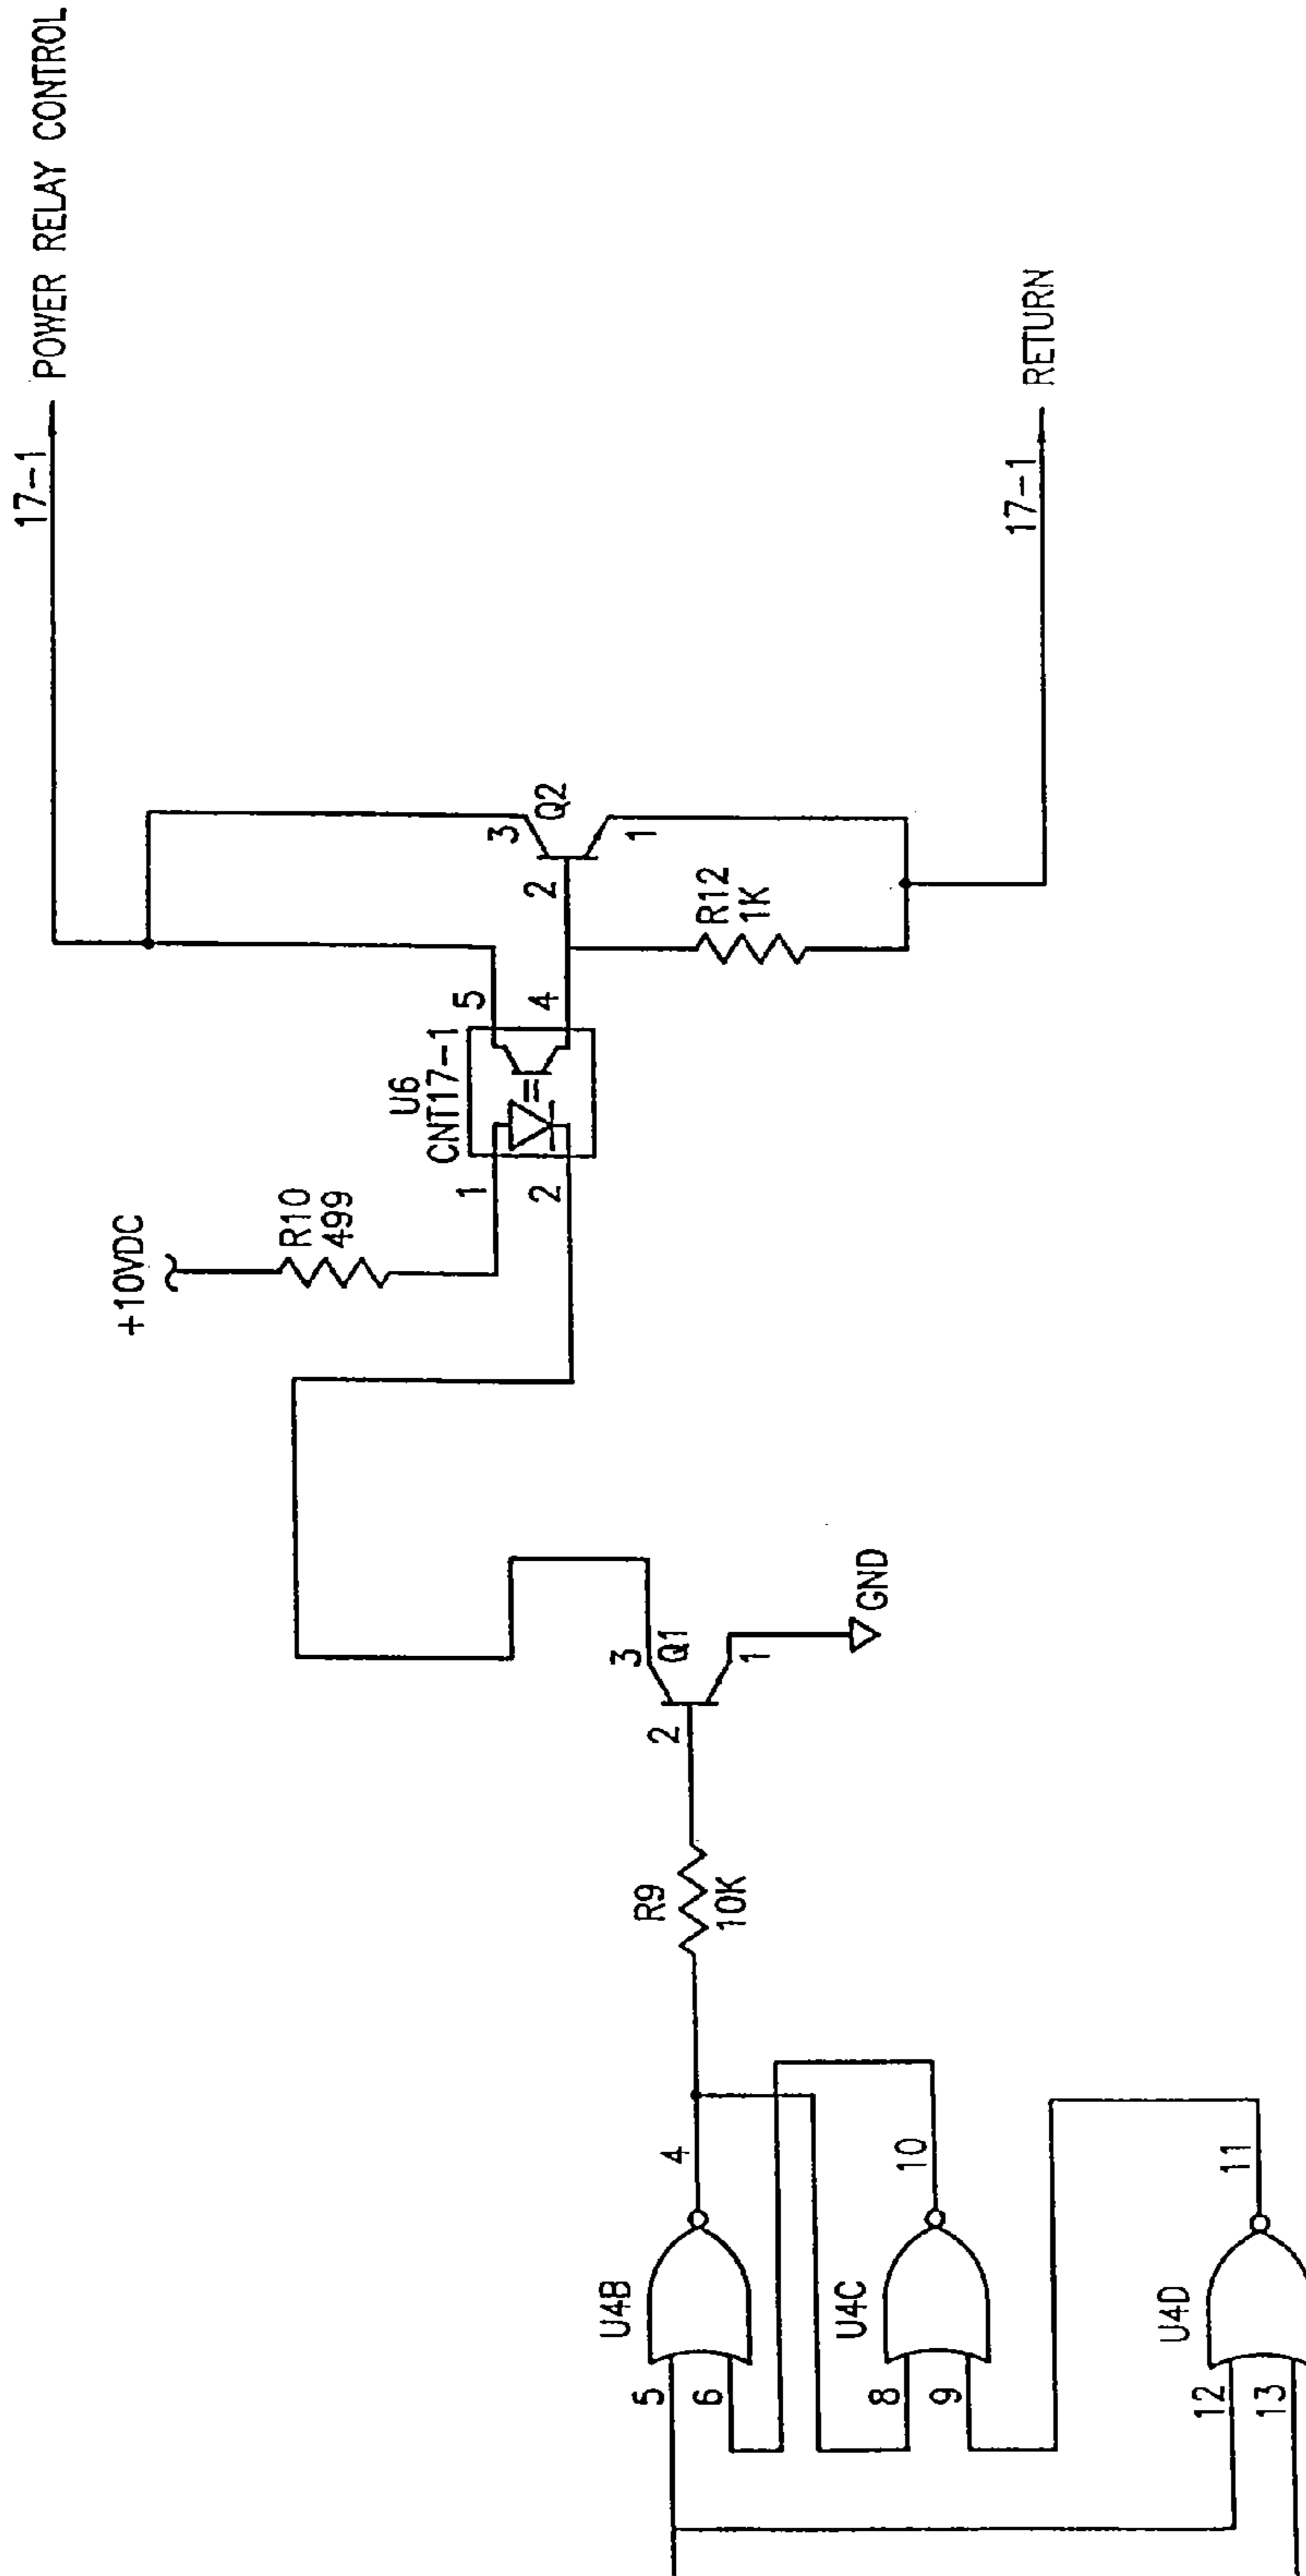 17-1
POWER RELAY CONTROL
+10VDC
R10
499
U6
CNT17-1
1
2
5
4
3
Q2
2
1
R12
1K
17-1
RETURN
3
Q1
2
1
GND
R9
10K
U4B
5
6
4
U4C
8
9
10
U4D
12
13
11